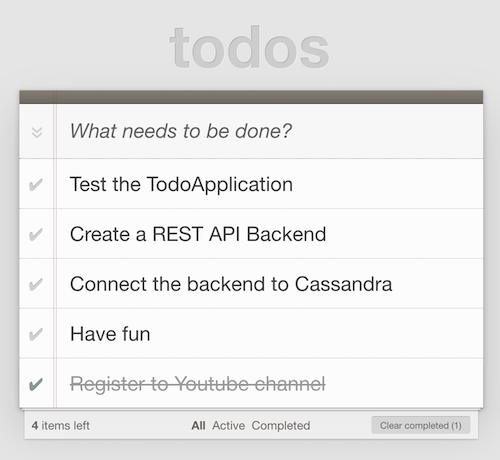 todos
What needs to be done?
Test the TodoApplication
Create a REST API Backend
Connect the backend to Cassandra
Have fun
Register to Youtube channel
4 items left All Active Completed Clear completed (1)